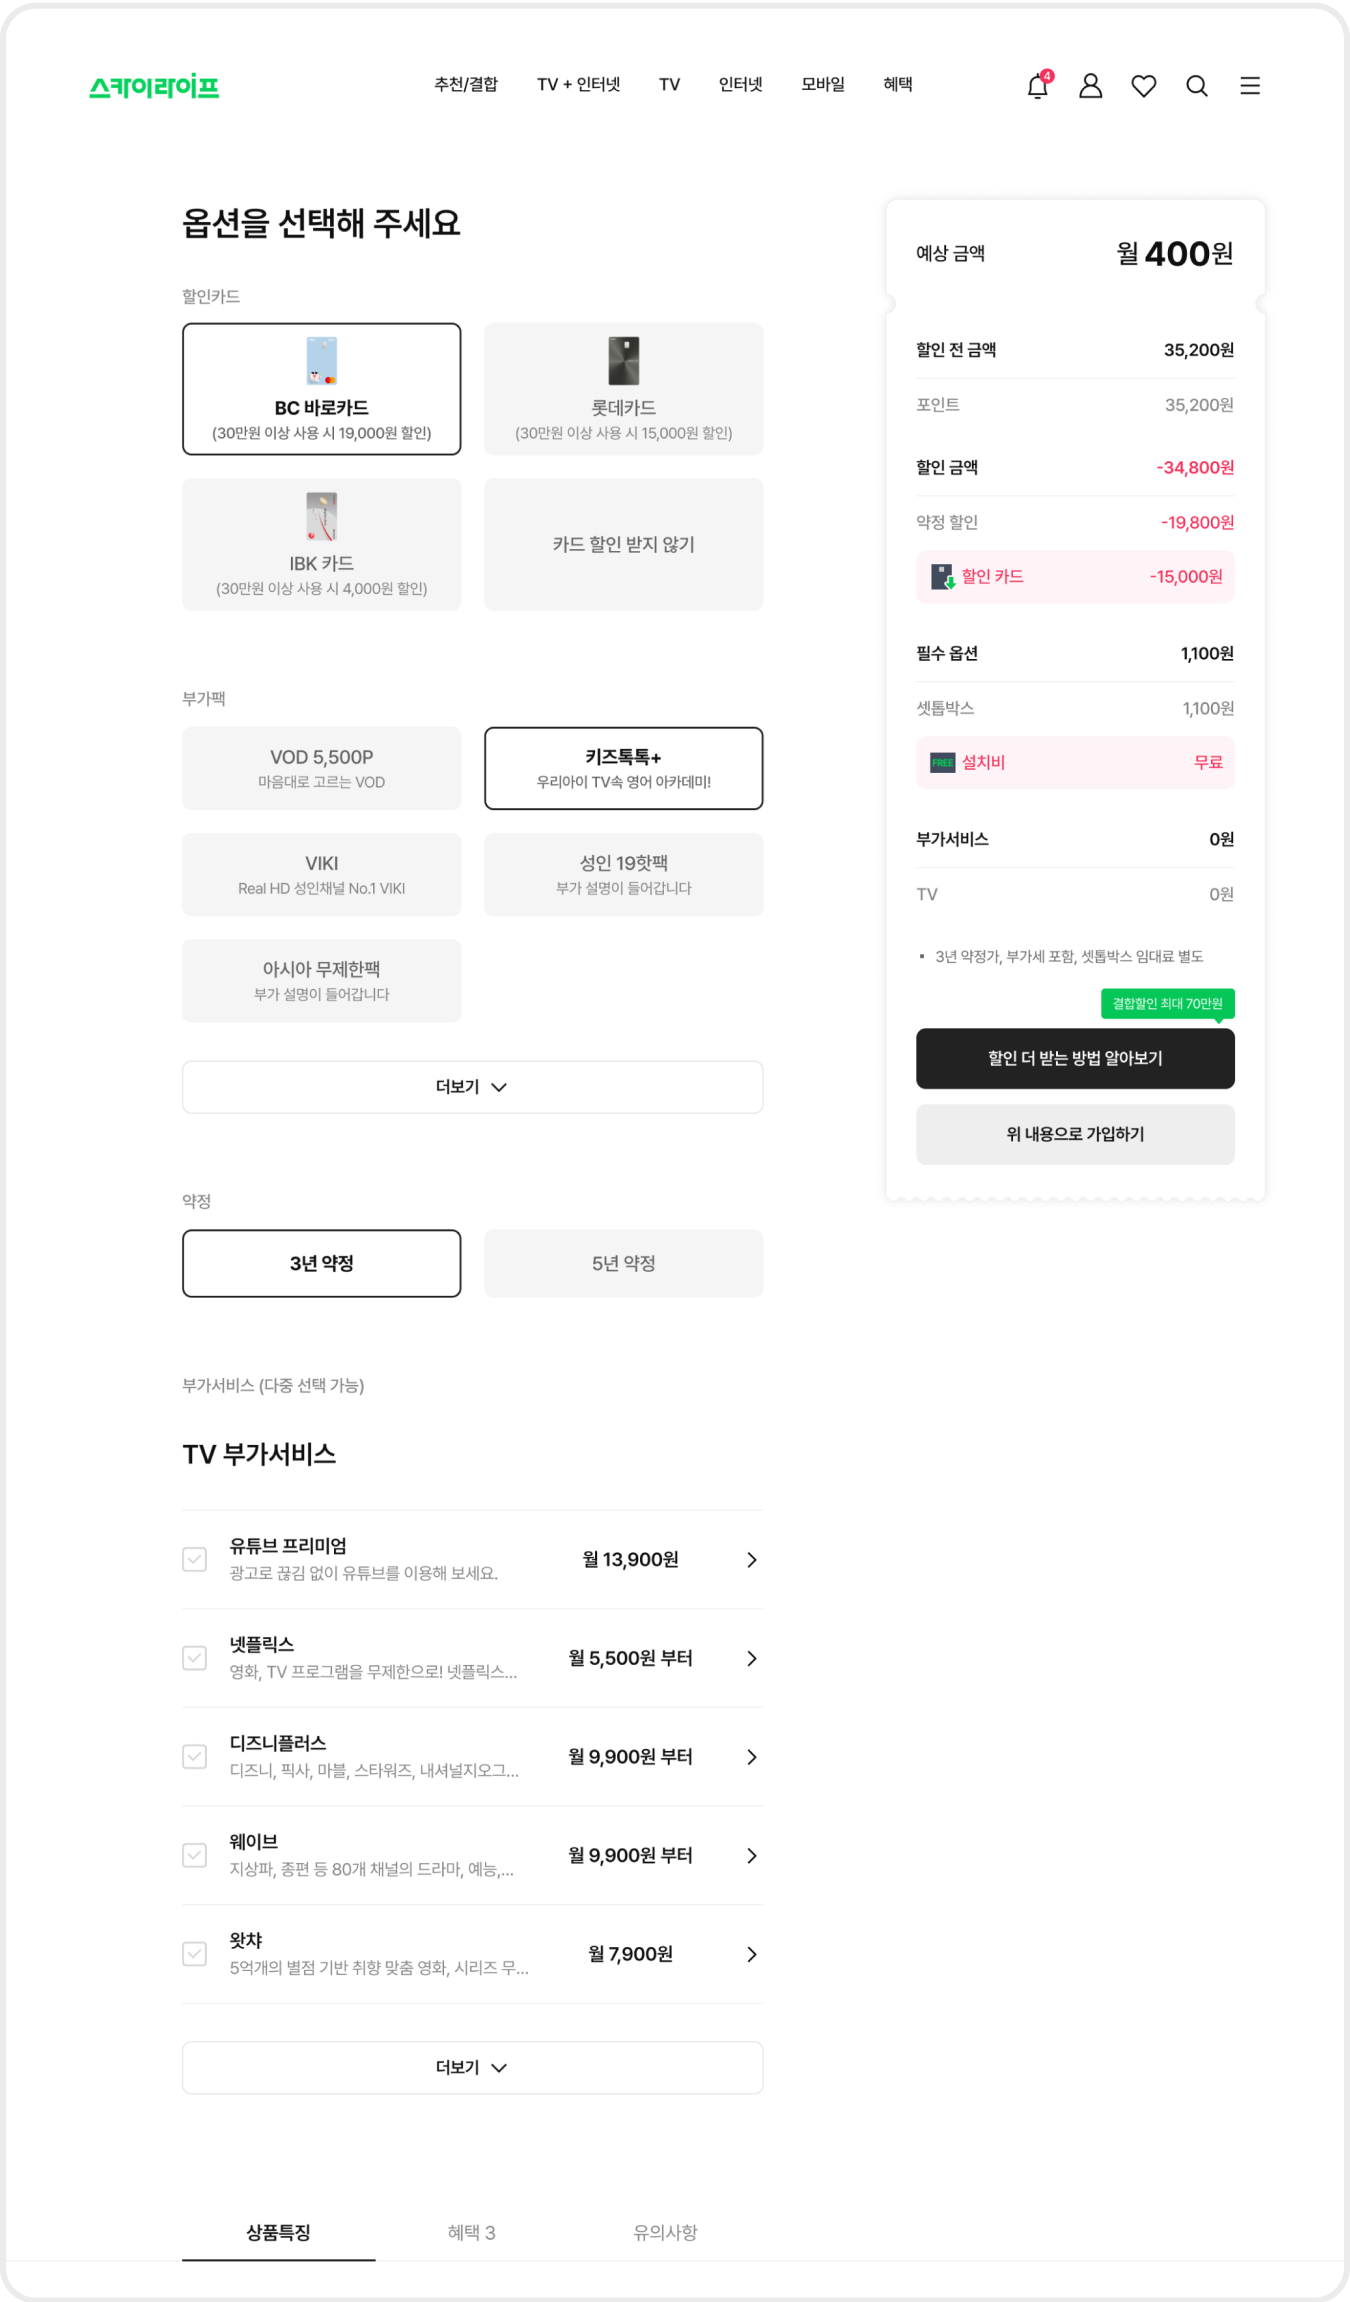 스카이라이프
추천/결합
TV + 인터넷
TV
인터넷
모바일
혜택
4
옵션을 선택해 주세요
할인카드
BC 바로카드
(30만원 이상 사용 시 19,000원 할인)
롯데카드
(30만원 이상 사용 시 15,000원 할인)
IBK 카드
(30만원 이상 사용 시 4,000원 할인)
카드 할인 받지 않기
부가팩
VOD 5,500P
마음대로 고르는 VOD
키즈톡톡+
우리아이 TV속 영어 아카데미!
VIKI
Real HD 성인채널 No.1 VIKI
성인 19핫팩
부가 설명이 들어갑니다
아시아 무제한팩
부가 설명이 들어갑니다
더보기
약정
3년 약정
5년 약정
부가서비스 (다중 선택 가능)
TV 부가서비스
유튜브 프리미엄
광고로 끊김 없이 유튜브를 이용해 보세요.
월 13,900원
넷플릭스
영화, TV 프로그램을 무제한으로! 넷플릭스...
월 5,500원 부터
디즈니플러스
디즈니, 픽사, 마블, 스타워즈, 내셔널지오그...
월 9,900원 부터
웨이브
지상파, 종편 등 80개 채널의 드라마, 예능,...
월 9,900원 부터
왓챠
5억개의 별점 기반 취향 맞춤 영화, 시리즈 무...
월 7,900원
더보기
상품특징
혜택 3
유의사항
예상 금액
월 400원
할인 전 금액
35,200원
포인트
35,200원
할인 금액
-34,800원
약정 할인
-19,800원
할인 카드
-15,000원
필수 옵션
1,100원
셋톱박스
1,100원
FREE
설치비
무료
부가서비스
0원
TV
0원
▪ 3년 약정가, 부가세 포함, 셋톱박스 임대료 별도
결합할인 최대 70만원
할인 더 받는 방법 알아보기
위 내용으로 가입하기